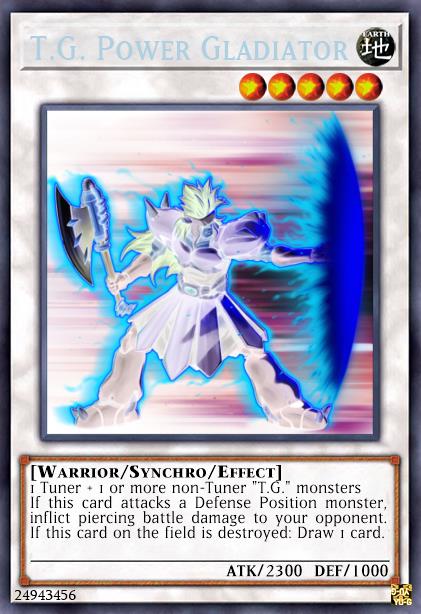 T.G. Power Gladiator
EARTH
地
[Warrior/Synchro/Effect]
1 Tuner + 1 or more non-Tuner "T.G." monsters
If this card attacks a Defense Position monster,
inflict piercing battle damage to your opponent.
If this card on the field is destroyed: Draw 1 card.
ATK/2300 DEF/1000
24943456